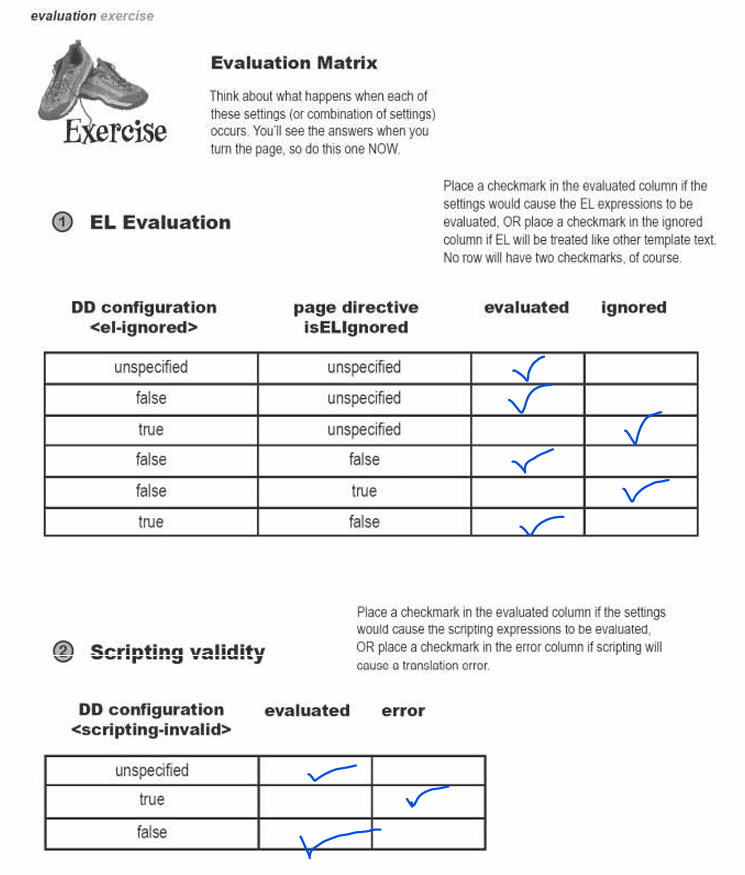 evaluation exercise
Evaluation Matrix
Think about what happens when each of
these settings (or combination of settings)
occurs. You'll see the answers when you
turn the page, so do this one NOW.
Exercise
Place a checkmark in the evaluated column if the
settings would cause the EL expressions to be
evaluated, OR place a checkmark in the ignored
column if EL will be treated like other template text.
No row will have two checkmarks, of course.
1 EL Evaluation
DD configuration page directive evaluated ignored
<el-ignored> isELIgnored
unspecified unspecified ✓
false unspecified ✓
true unspecified ✓
false false ✓
false true ✓
true false ✓
Place a checkmark in the evaluated column if the settings
would cause the scripting expressions to be evaluated,
OR place a checkmark in the error column if scripting will
cause a translation error.
2 Scripting validity
DD configuration evaluated error
<scripting-invalid>
unspecified ✓
true ✓
false ✓